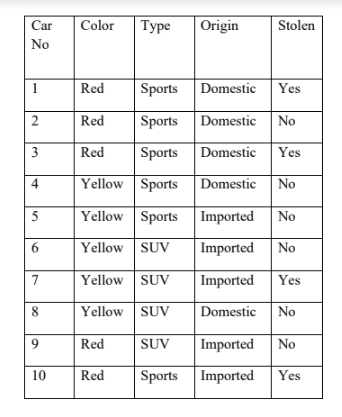 Car No Color Type Origin Stolen
1 Red Sports Domestic Yes
2 Red Sports Domestic No
3 Red Sports Domestic Yes
4 Yellow Sports Domestic No
5 Yellow Sports Imported No
6 Yellow SUV Imported No
7 Yellow SUV Imported Yes
8 Yellow SUV Domestic No
9 Red SUV Imported No
10 Red Sports Imported Yes